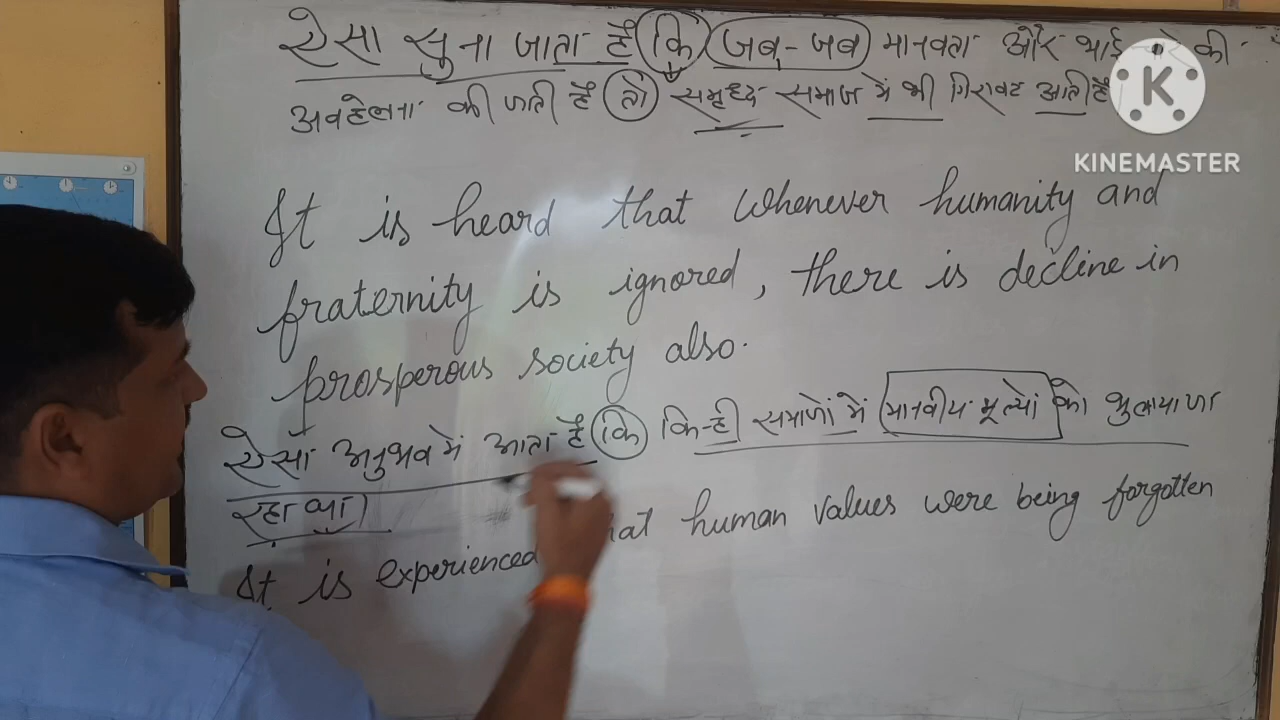 ऐसा सुना जाता है कि जब-जब मानवता और भाई रे की
अवहेलना की जाती है तो समृध्द समाज में भी गिरावट आती है
K
KINEMASTER
It is heard that whenever humanity and
fraternity is ignored, there is decline in
prosperous society also.
ऐसा अनुभव में आता है कि किन्ही समाजों में मानवीय मूल्यों को भुलाया जा
रहा था।
It is experienced hat human values were being forgotten